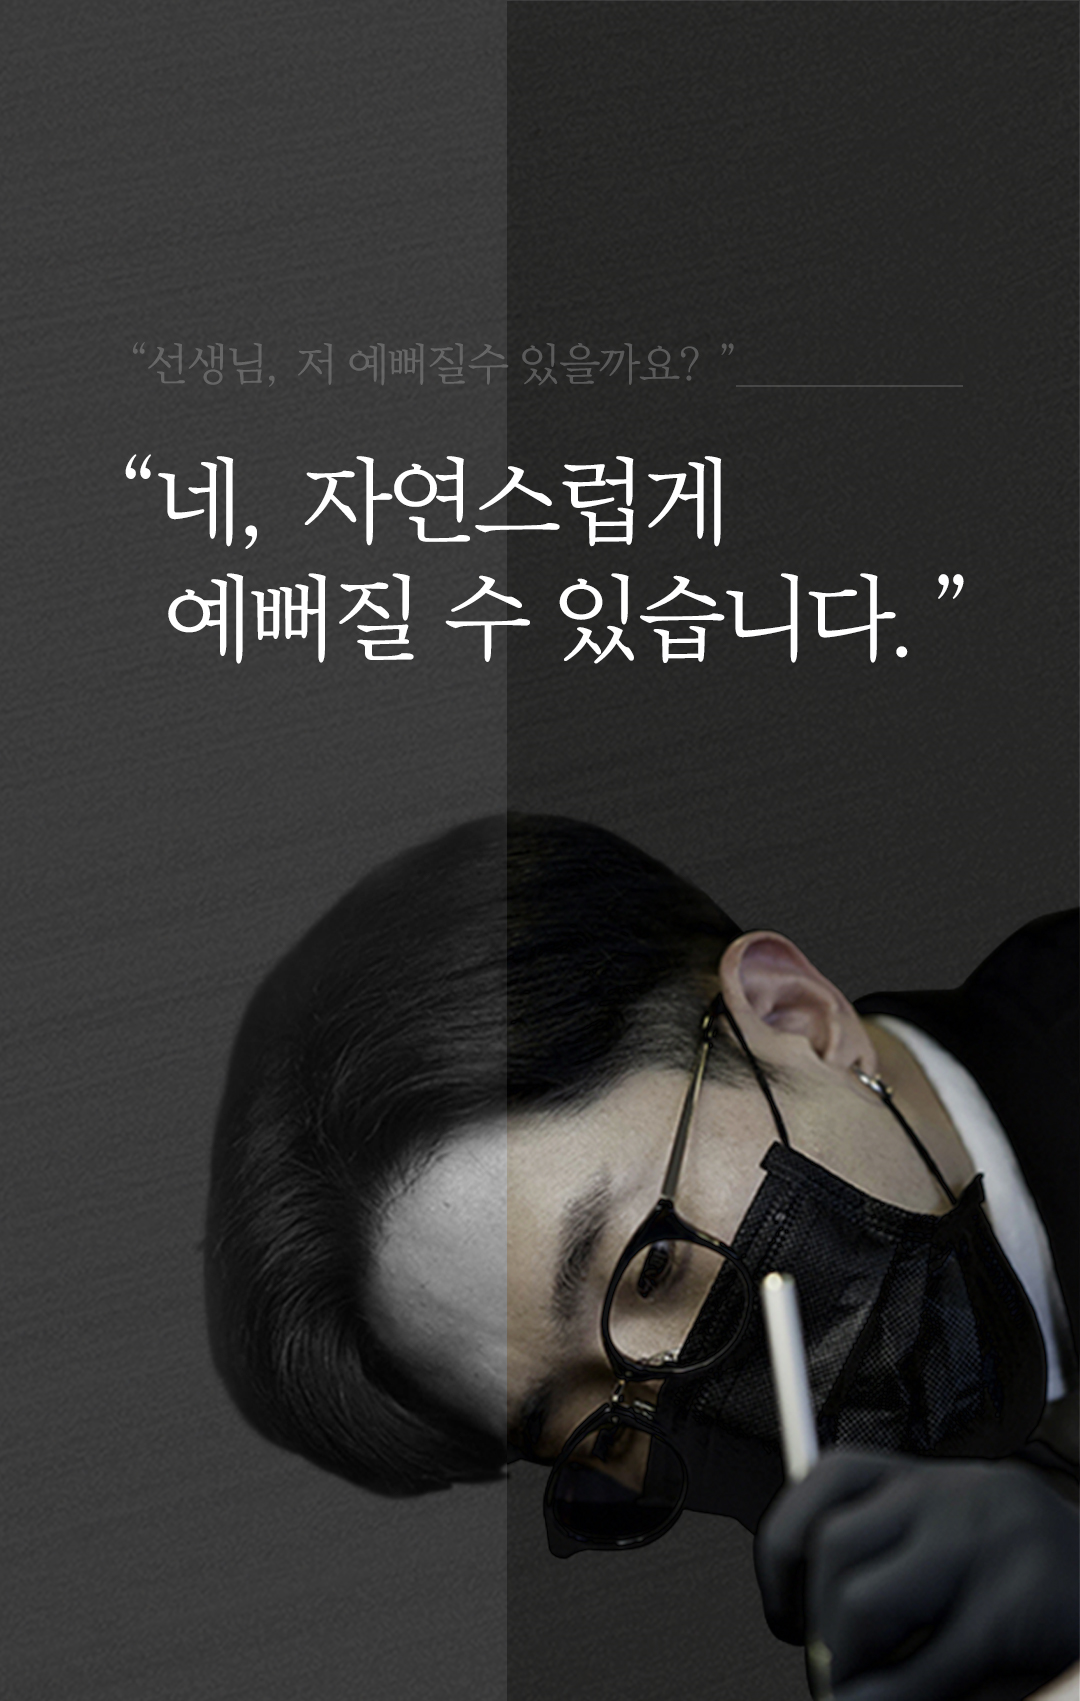 “선생님, 저 예뻐질수 있을까요? ”
“네, 자연스럽게
예뻐질 수 있습니다. ”